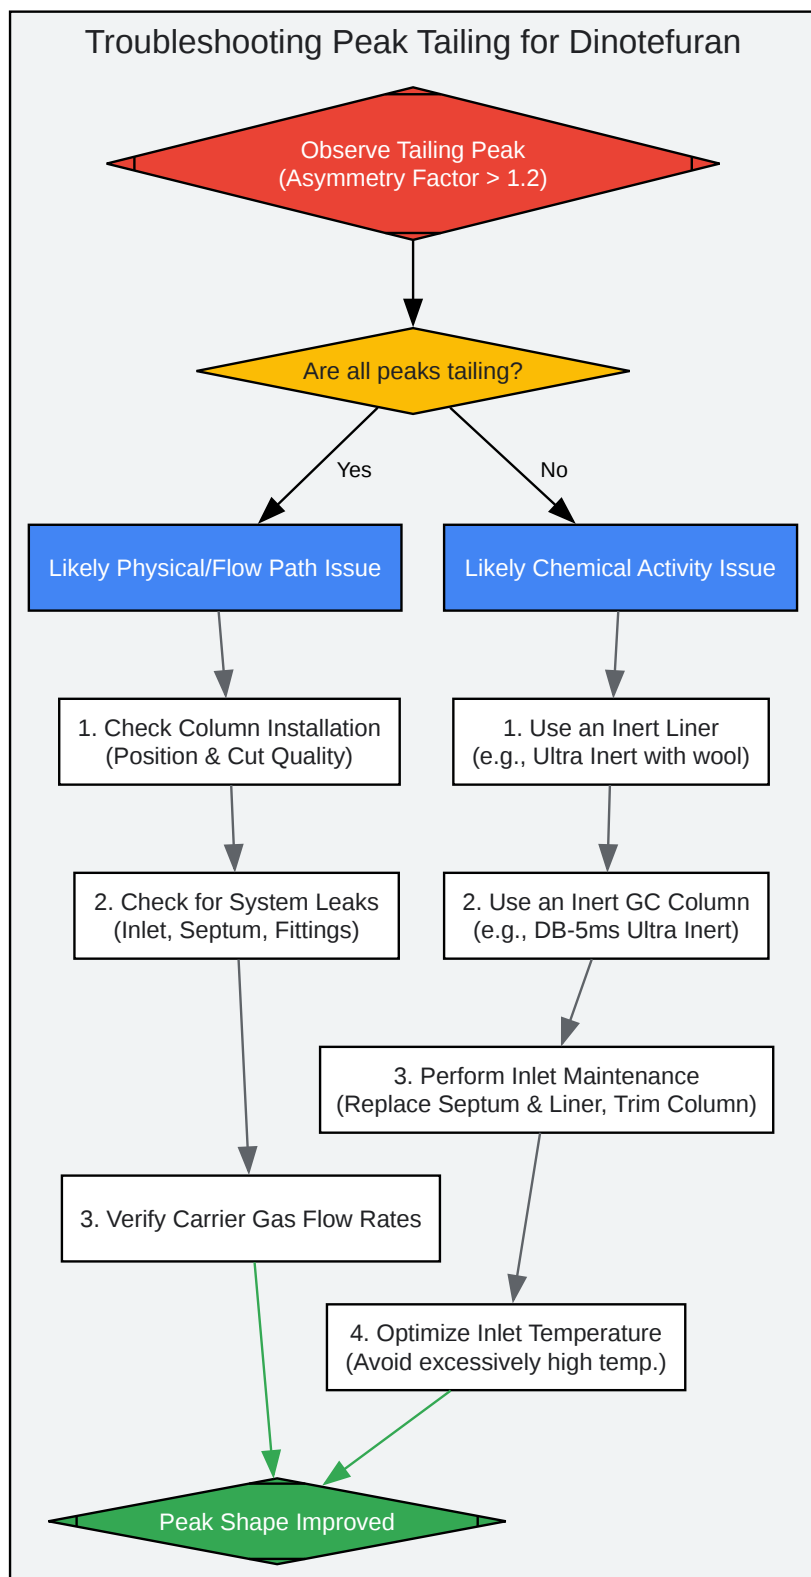 Troubleshooting Peak Tailing for Dinotefuran
Observe Tailing Peak
(Asymmetry Factor > 1.2)
Are all peaks tailing?
Yes
No
Likely Physical/Flow Path Issue
Likely Chemical Activity Issue
1. Check Column Installation
(Position & Cut Quality)
1. Use an Inert Liner
(e.g., Ultra Inert with wool)
2. Check for System Leaks
(Inlet, Septum, Fittings)
2. Use an Inert GC Column
(e.g., DB-5ms Ultra Inert)
3. Perform Inlet Maintenance
(Replace Septum & Liner, Trim Column)
3. Verify Carrier Gas Flow Rates
4. Optimize Inlet Temperature
(Avoid excessively high temp.)
Peak Shape Improved